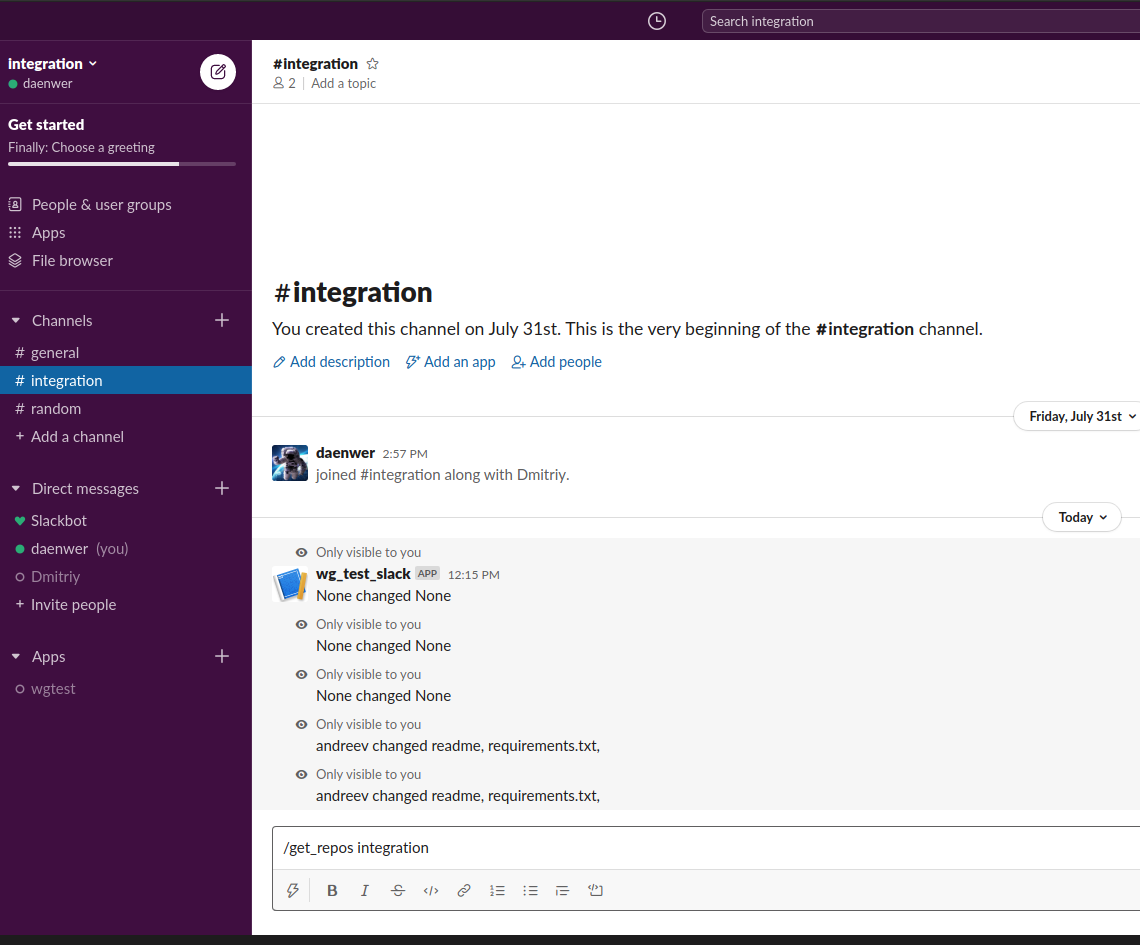 Search integration
integration
daenwer
Get started
Finally: Choose a greeting
People & user groups
Apps
File browser
Channels
# general
# integration
# random
+ Add a channel
Direct messages
Slackbot
daenwer (you)
Dmitriy
+ Invite people
Apps
wgtest
#integration
2 | Add a topic
#integration
You created this channel on July 31st. This is the very beginning of the #integration channel.
Add description Add an app Add people
Friday, July 31st
daenwer 2:57 PM
joined #integration along with Dmitriy.
Today
Only visible to you
wg_test_slack APP 12:15 PM
None changed None
Only visible to you
None changed None
Only visible to you
None changed None
Only visible to you
andreev changed readme, requirements.txt,
Only visible to you
andreev changed readme, requirements.txt,
/get_repos integration
B I S </>